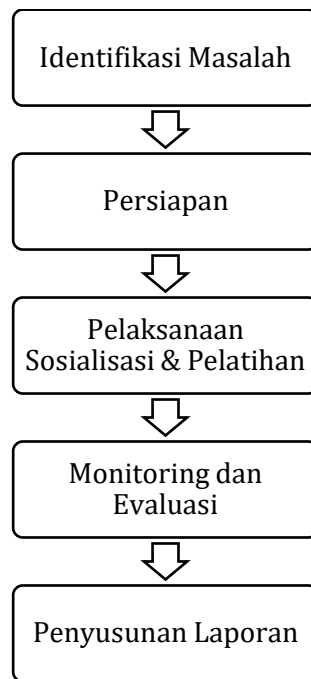 Identifikasi Masalah
Persiapan
Pelaksanaan
Sosialisasi & Pelatihan
Monitoring dan
Evaluasi
Penyusunan Laporan